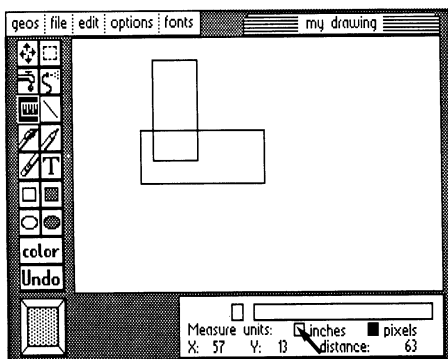 geos file edit options fonts my drawing
T
color
Undo
Measure units: inches pixels
X: 57 Y: 13 distance: 63